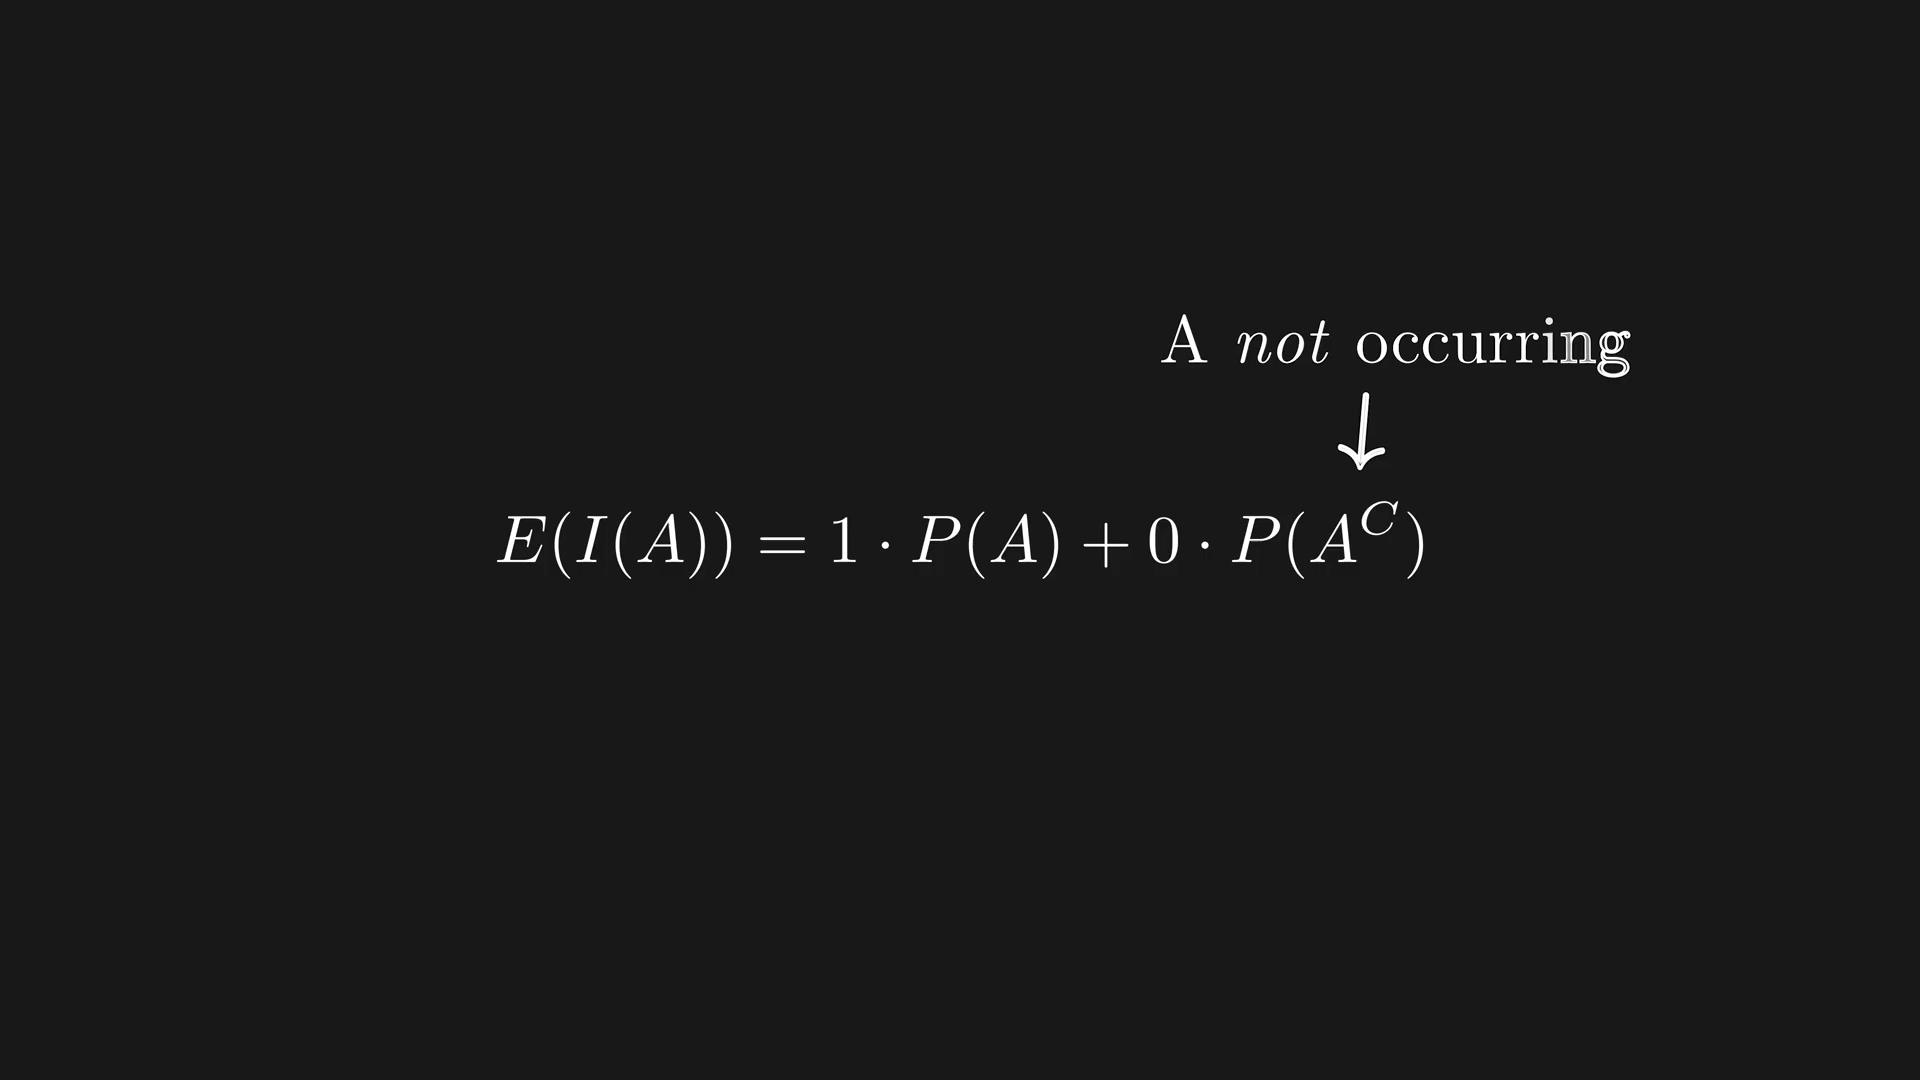 A not occurring
E(I(A)) = 1 · P(A) + 0 · P(A^C)